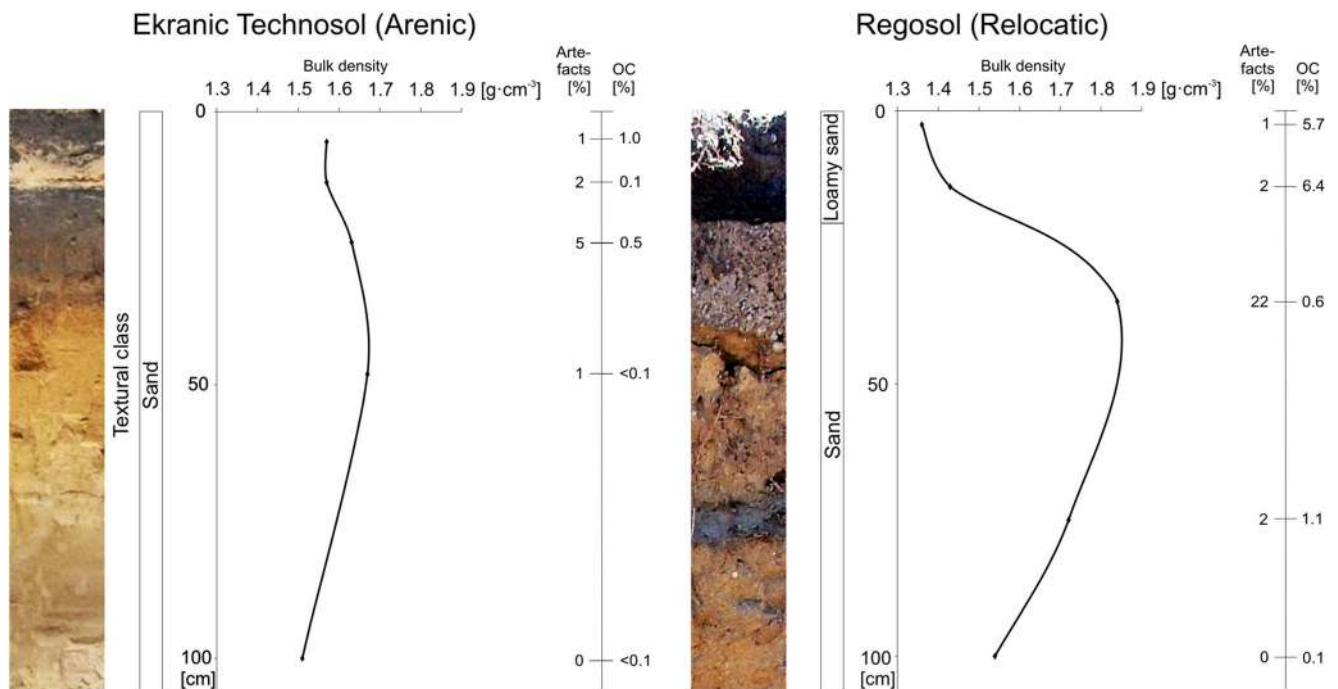 Ekranic Technosol (Arenic)
Bulk density
1.3 1.4 1.5 1.6 1.7 1.8 1.9 [g·cm⁻³]
Arte-
facts
[%]
OC
[%]
0
50
100
[cm]
Textural class
Sand
1 1.0
2 0.1
5 0.5
1 <0.1
0 <0.1
Regosol (Relocatic)
Bulk density
1.3 1.4 1.5 1.6 1.7 1.8 1.9 [g·cm⁻³]
Arte-
facts
[%]
OC
[%]
0
50
100
[cm]
Loamy sand
Sand
1 5.7
2 6.4
22 0.6
2 1.1
0 0.1